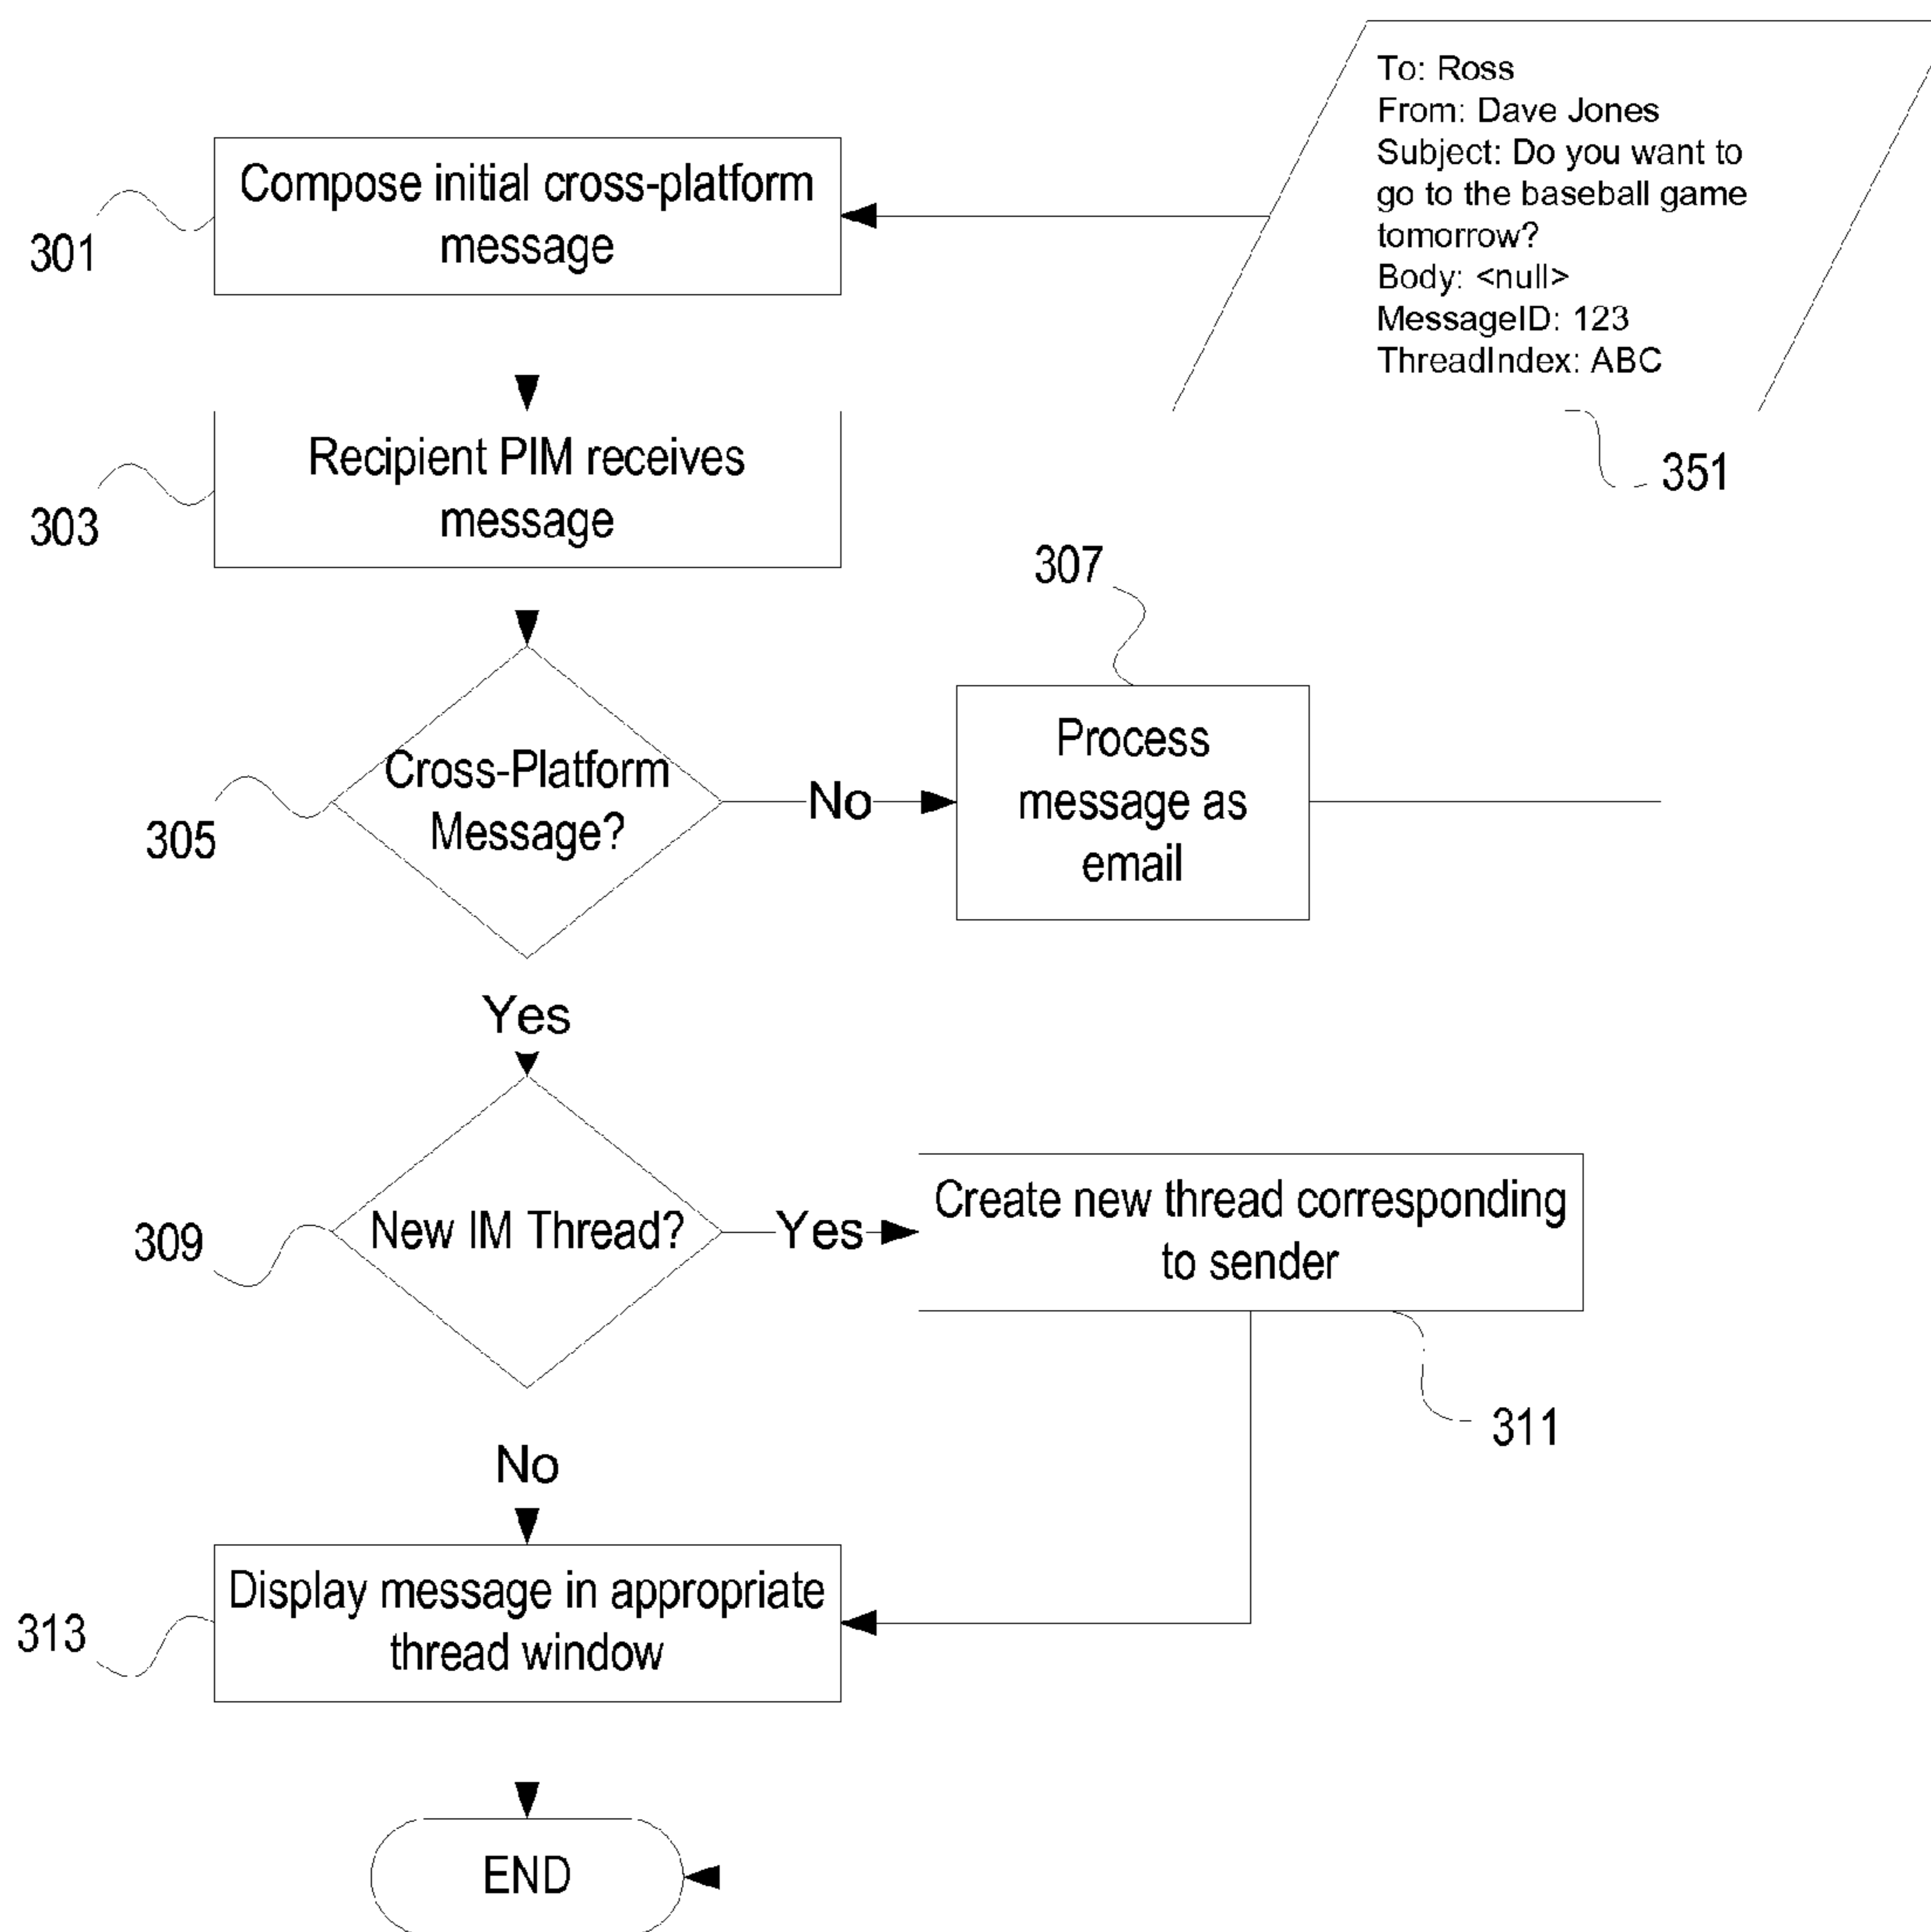 To: Ross
From: Dave Jones
Subject: Do you want to
go to the baseball game
tomorrow?
Body: <null>
MessageID: 123
ThreadIndex: ABC
351
Compose initial cross-platform
message
301
Recipient PIM receives
message
303
307
Cross-Platform
Message?
305
No
Process
message as
email
Yes
New IM Thread?
309
Yes
Create new thread corresponding
to sender
311
No
Display message in appropriate
thread window
313
END